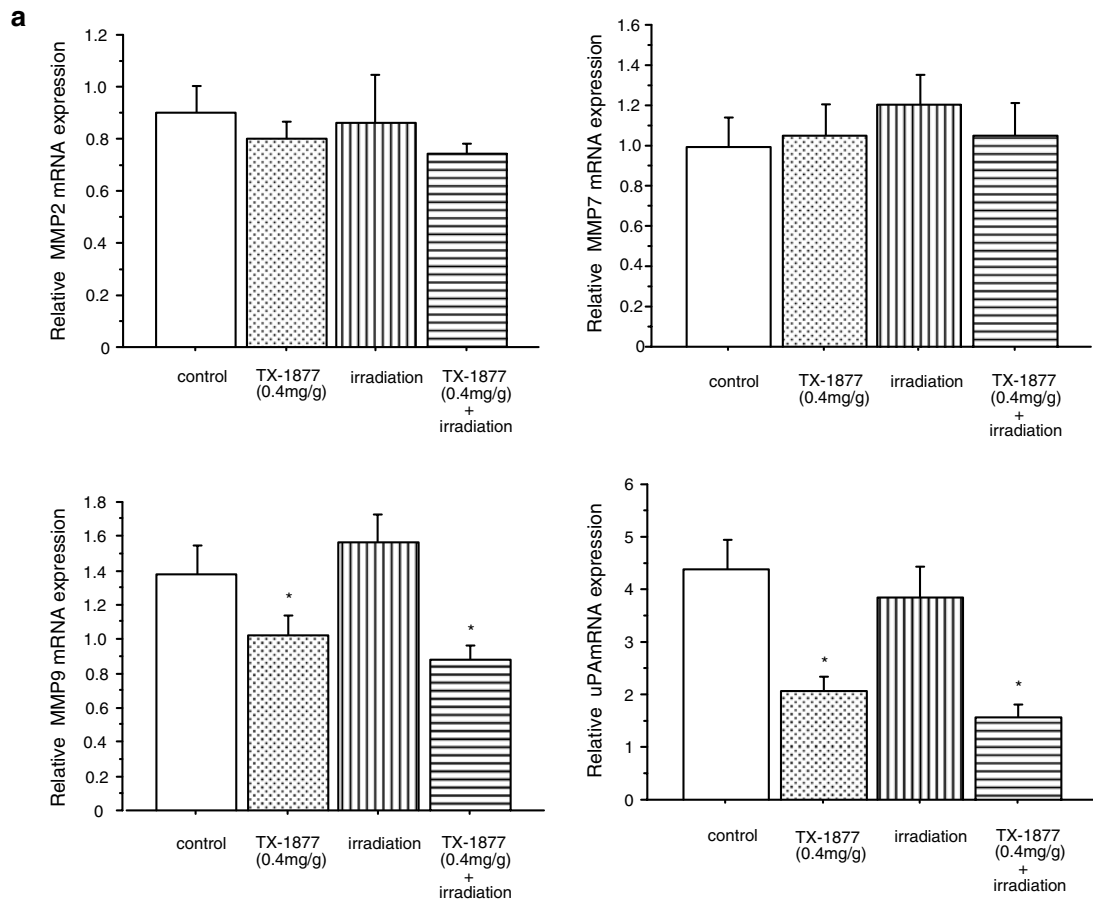 a
Relative MMP2 mRNA expression
1.2
1.0
0.8
0.6
0.4
0.2
0
control
TX-1877
(0.4mg/g)
irradiation
TX-1877
(0.4mg/g)
+
irradiation
Relative MMP7 mRNA expression
1.6
1.4
1.2
1.0
0.8
0.6
0.4
0.2
0
control
TX-1877
(0.4mg/g)
irradiation
TX-1877
(0.4mg/g)
+
irradiation
Relative MMP9 mRNA expression
1.8
1.6
1.4
1.2
1.0
0.8
0.6
0.4
0.2
0
*
*
control
TX-1877
(0.4mg/g)
irradiation
TX-1877
(0.4mg/g)
+
irradiation
Relative uPAmRNA expression
6
5
4
3
2
1
0
*
*
control
TX-1877
(0.4mg/g)
irradiation
TX-1877
(0.4mg/g)
+
irradiation